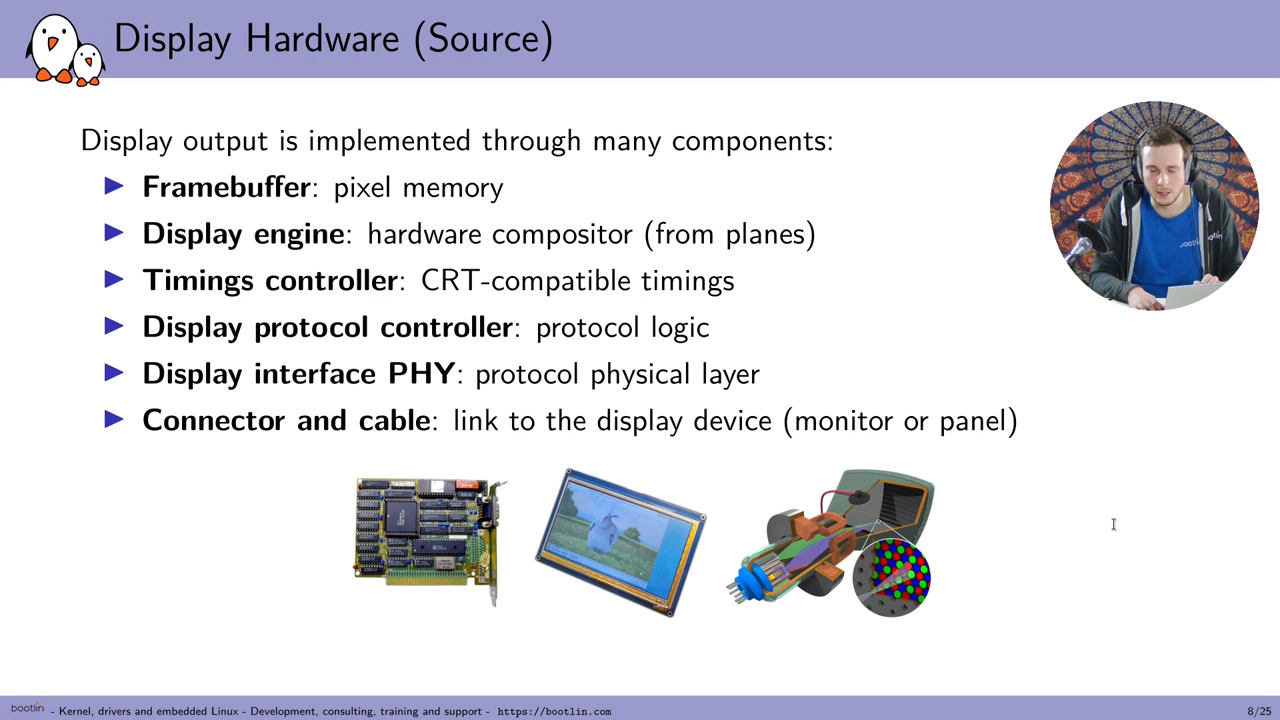 Display Hardware (Source)
Display output is implemented through many components:
▶ Framebuffer: pixel memory
▶ Display engine: hardware compositor (from planes)
▶ Timings controller: CRT-compatible timings
▶ Display protocol controller: protocol logic
▶ Display interface PHY: protocol physical layer
▶ Connector and cable: link to the display device (monitor or panel)
bootlin
bootlin - Kernel, drivers and embedded Linux - Development, consulting, training and support - https://bootlin.com
8/25